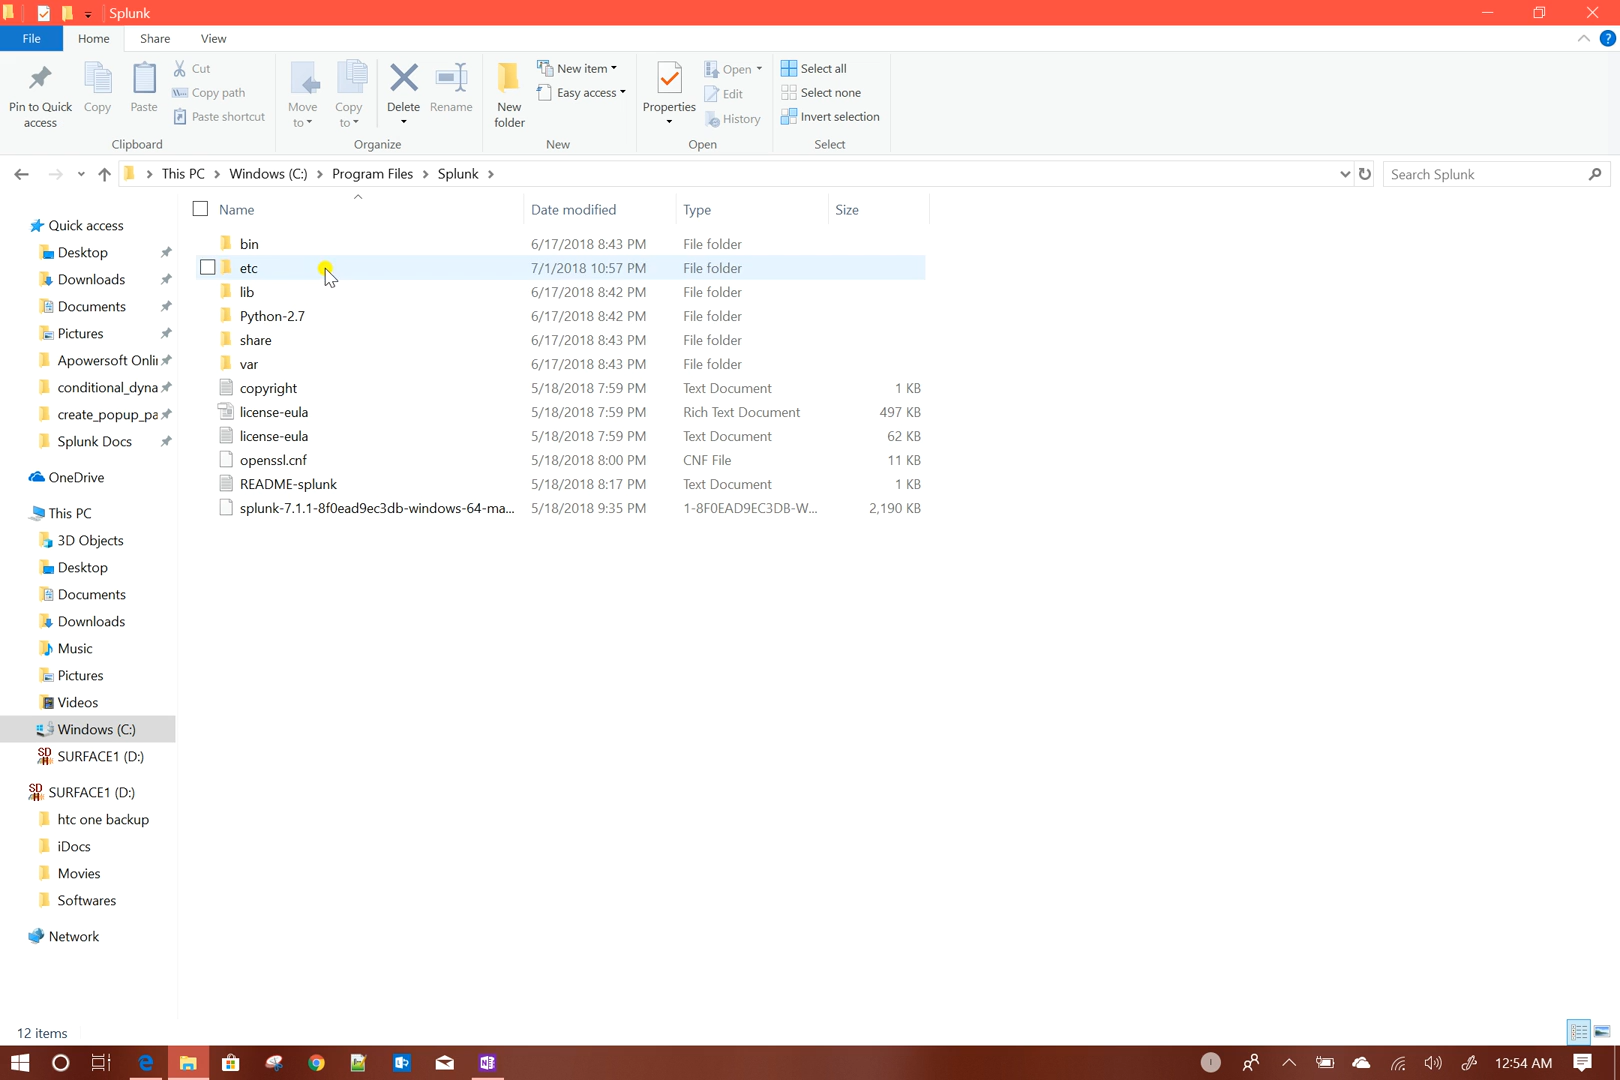 Splunk
File Home Share View
Pin to Quick access
Copy
Paste
Cut
Copy path
Paste shortcut
Clipboard
Move to
Copy to
Delete
Rename
Organize
New folder
New item
Easy access
New
Properties
Open
Edit
History
Open
Select all
Select none
Invert selection
Select
This PC > Windows (C:) > Program Files > Splunk >
Search Splunk
Quick access
Desktop
Downloads
Documents
Pictures
Apowersoft Onli
conditional_dyna
create_popup_pa
Splunk Docs
OneDrive
This PC
3D Objects
Desktop
Documents
Downloads
Music
Pictures
Videos
Windows (C:)
SURFACE1 (D:)
SURFACE1 (D:)
htc one backup
iDocs
Movies
Softwares
Network
Name Date modified Type Size
bin 6/17/2018 8:43 PM File folder
etc 7/1/2018 10:57 PM File folder
lib 6/17/2018 8:42 PM File folder
Python-2.7 6/17/2018 8:42 PM File folder
share 6/17/2018 8:43 PM File folder
var 6/17/2018 8:43 PM File folder
copyright 5/18/2018 7:59 PM Text Document 1 KB
license-eula 5/18/2018 7:59 PM Rich Text Document 497 KB
license-eula 5/18/2018 7:59 PM Text Document 62 KB
openssl.cnf 5/18/2018 8:00 PM CNF File 11 KB
README-splunk 5/18/2018 8:17 PM Text Document 1 KB
splunk-7.1.1-8f0ead9ec3db-windows-64-ma... 5/18/2018 9:35 PM 1-8F0EAD9EC3DB-W... 2,190 KB
12 items
12:54 AM